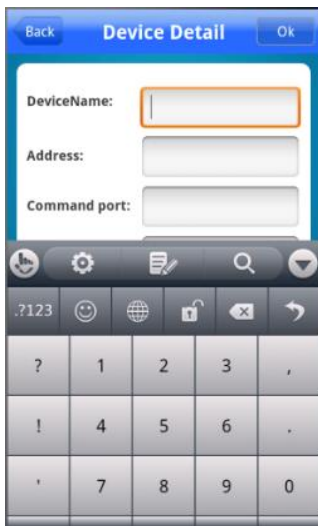 Back Device Detail Ok
DeviceName:
Address:
Command port:
.?123
? 1 2 3 ,
! 4 5 6 .
' 7 8 9 0